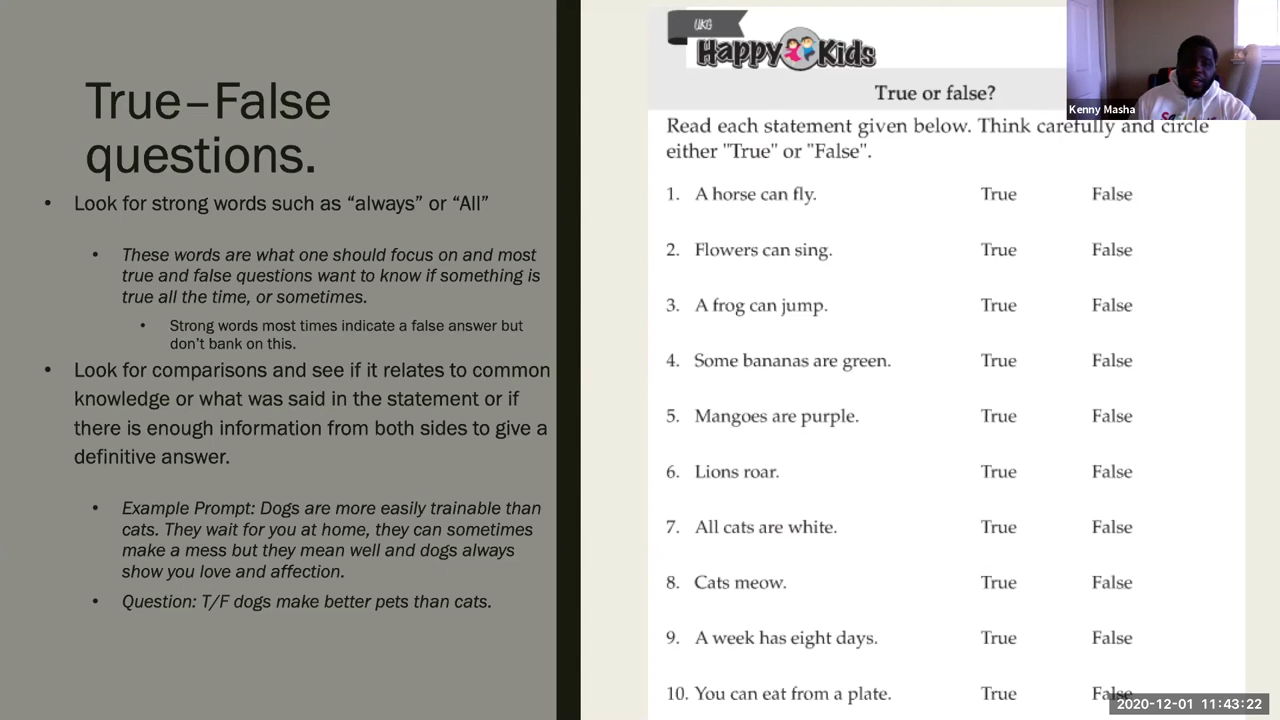 True–False
questions.
• Look for strong words such as “always” or “All”
• These words are what one should focus on and most
true and false questions want to know if something is
true all the time, or sometimes.
• Strong words most times indicate a false answer but
don’t bank on this.
• Look for comparisons and see if it relates to common
knowledge or what was said in the statement or if
there is enough information from both sides to give a
definitive answer.
• Example Prompt: Dogs are more easily trainable than
cats. They wait for you at home, they can sometimes
make a mess but they mean well and dogs always
show you love and affection.
• Question: T/F dogs make better pets than cats.
UKG
Happy Kids
True or false?
Read each statement given below. Think carefully and circle
either "True" or "False".
1. A horse can fly. True False
2. Flowers can sing. True False
3. A frog can jump. True False
4. Some bananas are green. True False
5. Mangoes are purple. True False
6. Lions roar. True False
7. All cats are white. True False
8. Cats meow. True False
9. A week has eight days. True False
10. You can eat from a plate. True False
Kenny Masha
2020-12-01 11:43:22